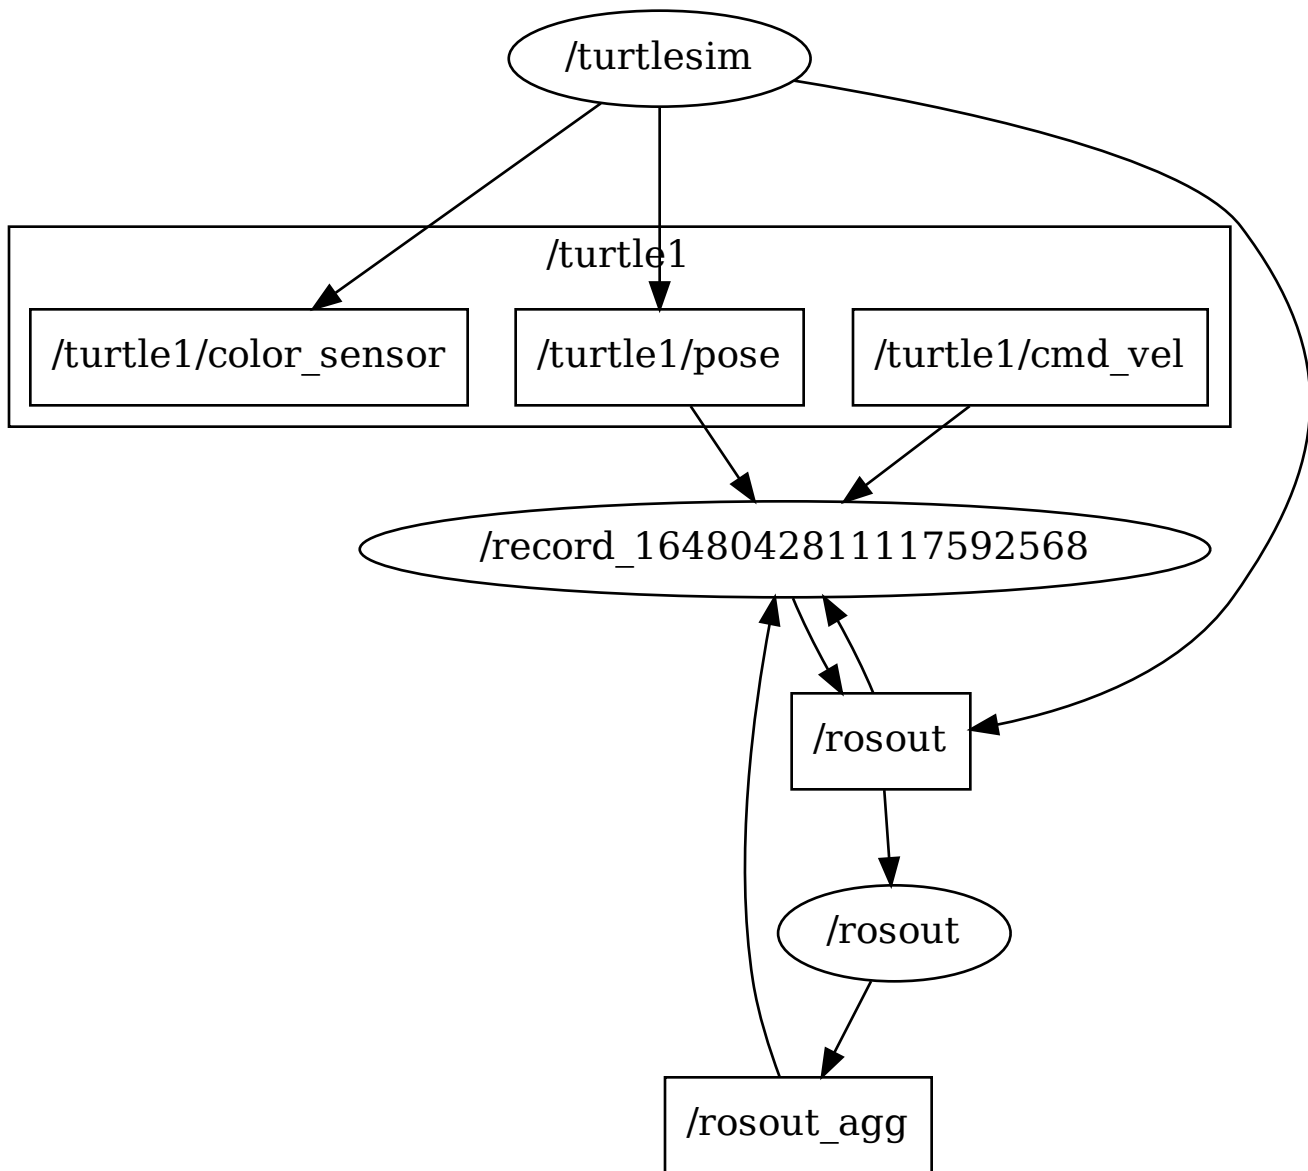 /turtlesim
/turtle1
/turtle1/color_sensor
/turtle1/pose
/turtle1/cmd_vel
/record_1648042811117592568
/rosout
/rosout
/rosout_agg